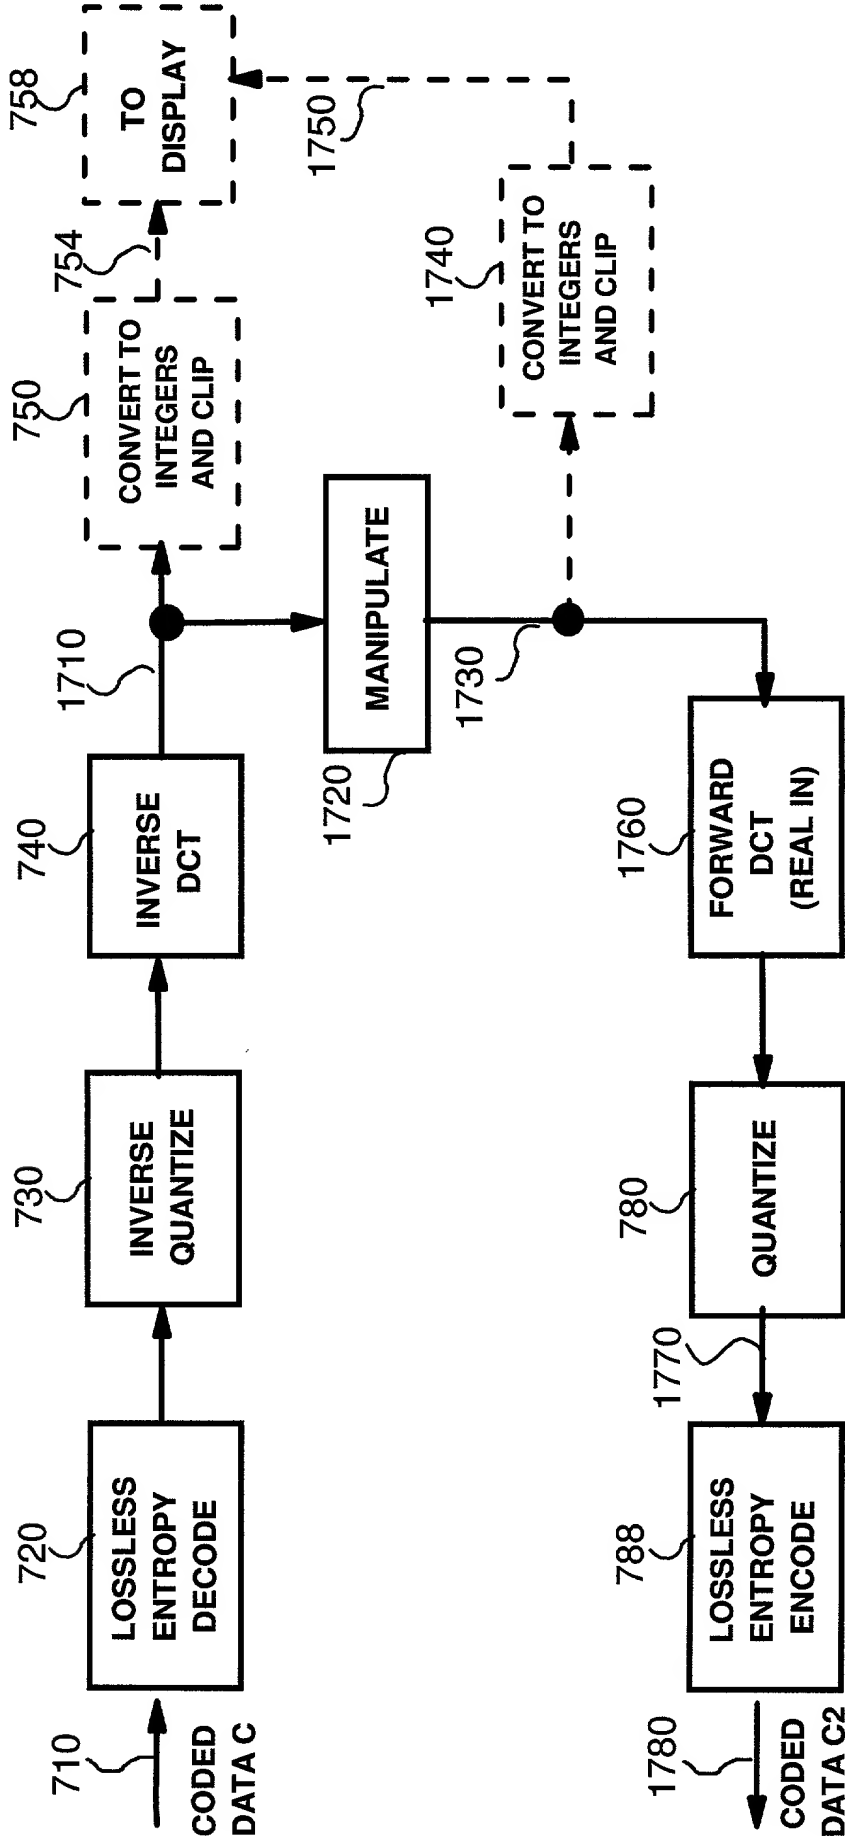 710
CODED
DATA C
720
LOSSLESS
ENTROPY
DECODE
730
INVERSE
QUANTIZE
740
INVERSE
DCT
1710
750
CONVERT TO
INTEGERS
AND CLIP
754
758
TO
DISPLAY
1720
MANIPULATE
1730
1740
CONVERT TO
INTEGERS
AND CLIP
1750
1760
FORWARD
DCT
(REAL IN)
780
QUANTIZE
1770
788
LOSSLESS
ENTROPY
ENCODE
1780
CODED
DATA C2